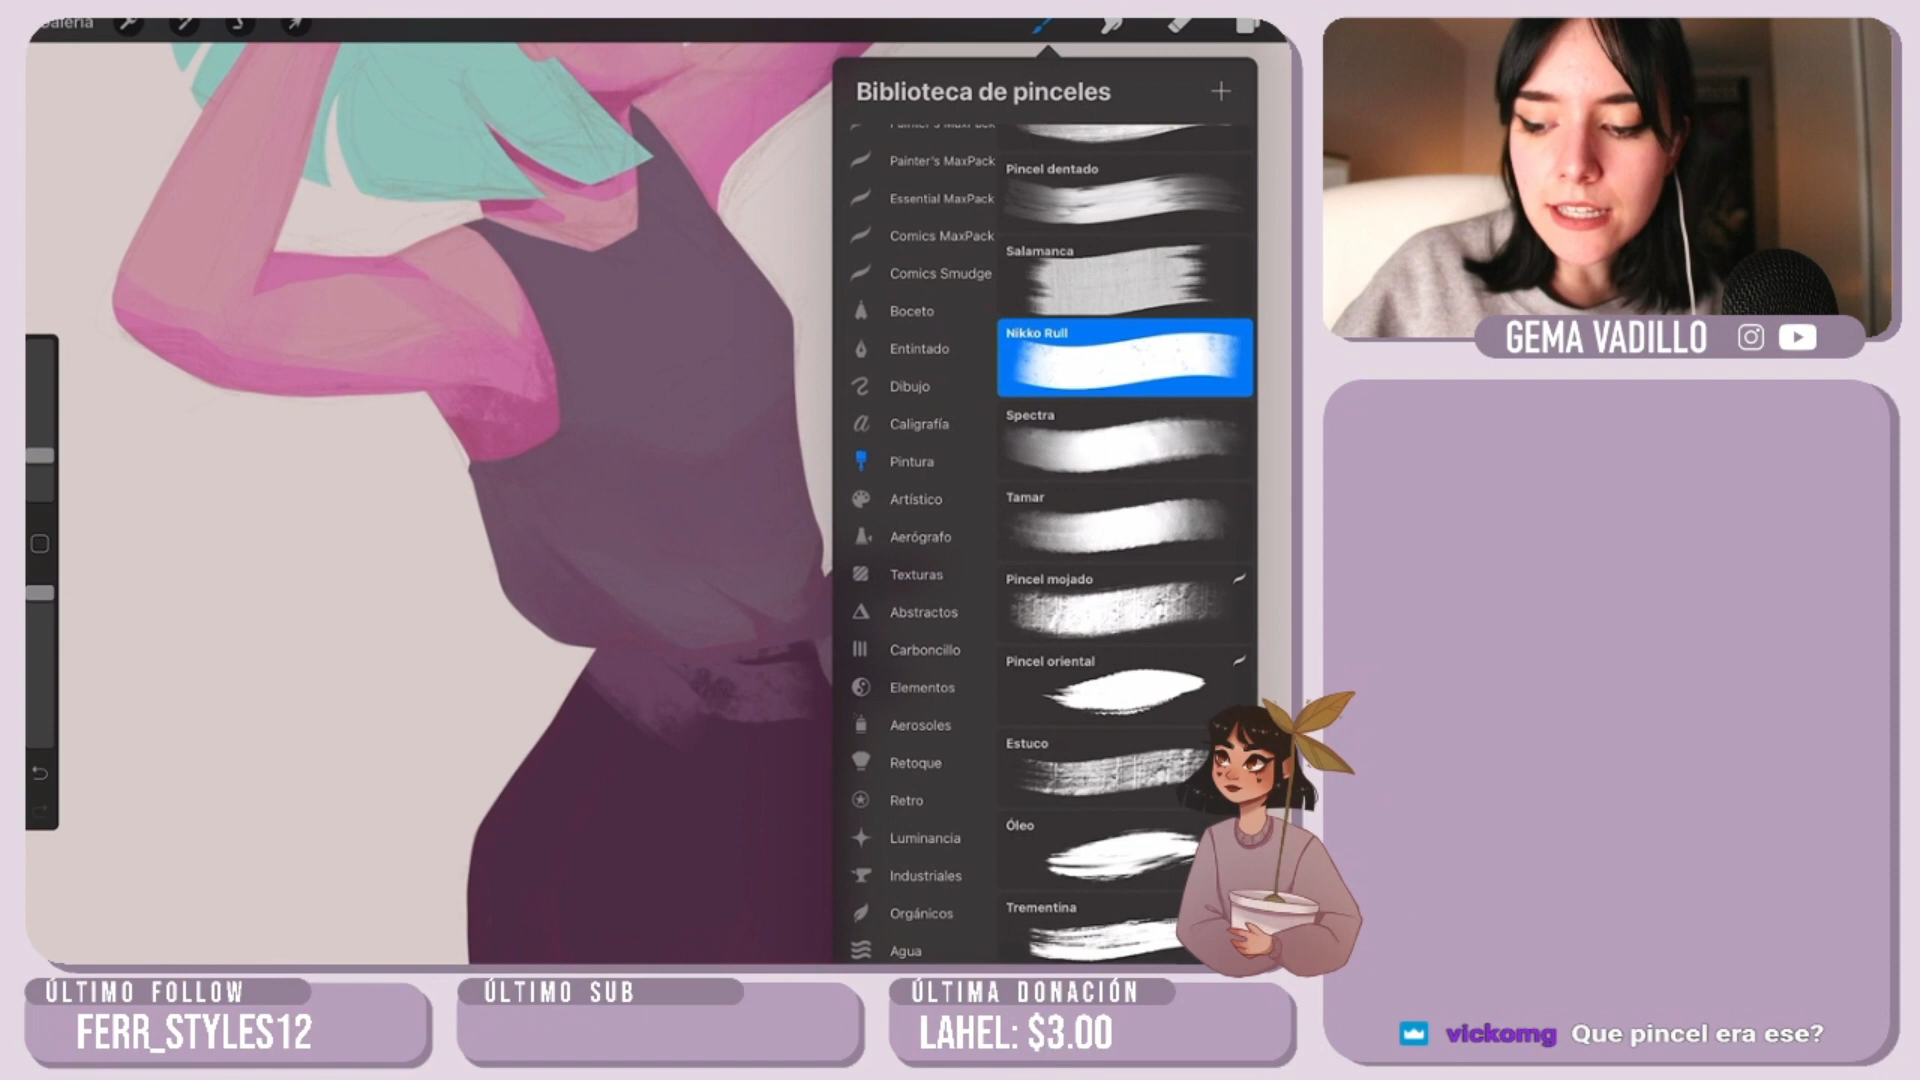 Galería
Biblioteca de pinceles
Painter's MaxPack
Painter's MaxPack
Essential MaxPack
Comics MaxPack
Comics Smudge
Boceto
Entintado
Dibujo
Caligrafía
Pintura
Artístico
Aerógrafo
Texturas
Abstractos
Carboncillo
Elementos
Aerosoles
Retoque
Retro
Luminancia
Industriales
Orgánicos
Agua
Pincel dentado
Salamanca
Nikko Rull
Spectra
Tamar
Pincel mojado
Pincel oriental
Estuco
Óleo
Trementina
GEMA VADILLO
ÚLTIMO FOLLOW
FERR_STYLES12
ÚLTIMO SUB
ÚLTIMA DONACIÓN
LAHEL: $3.00
vickomg Que pincel era ese?